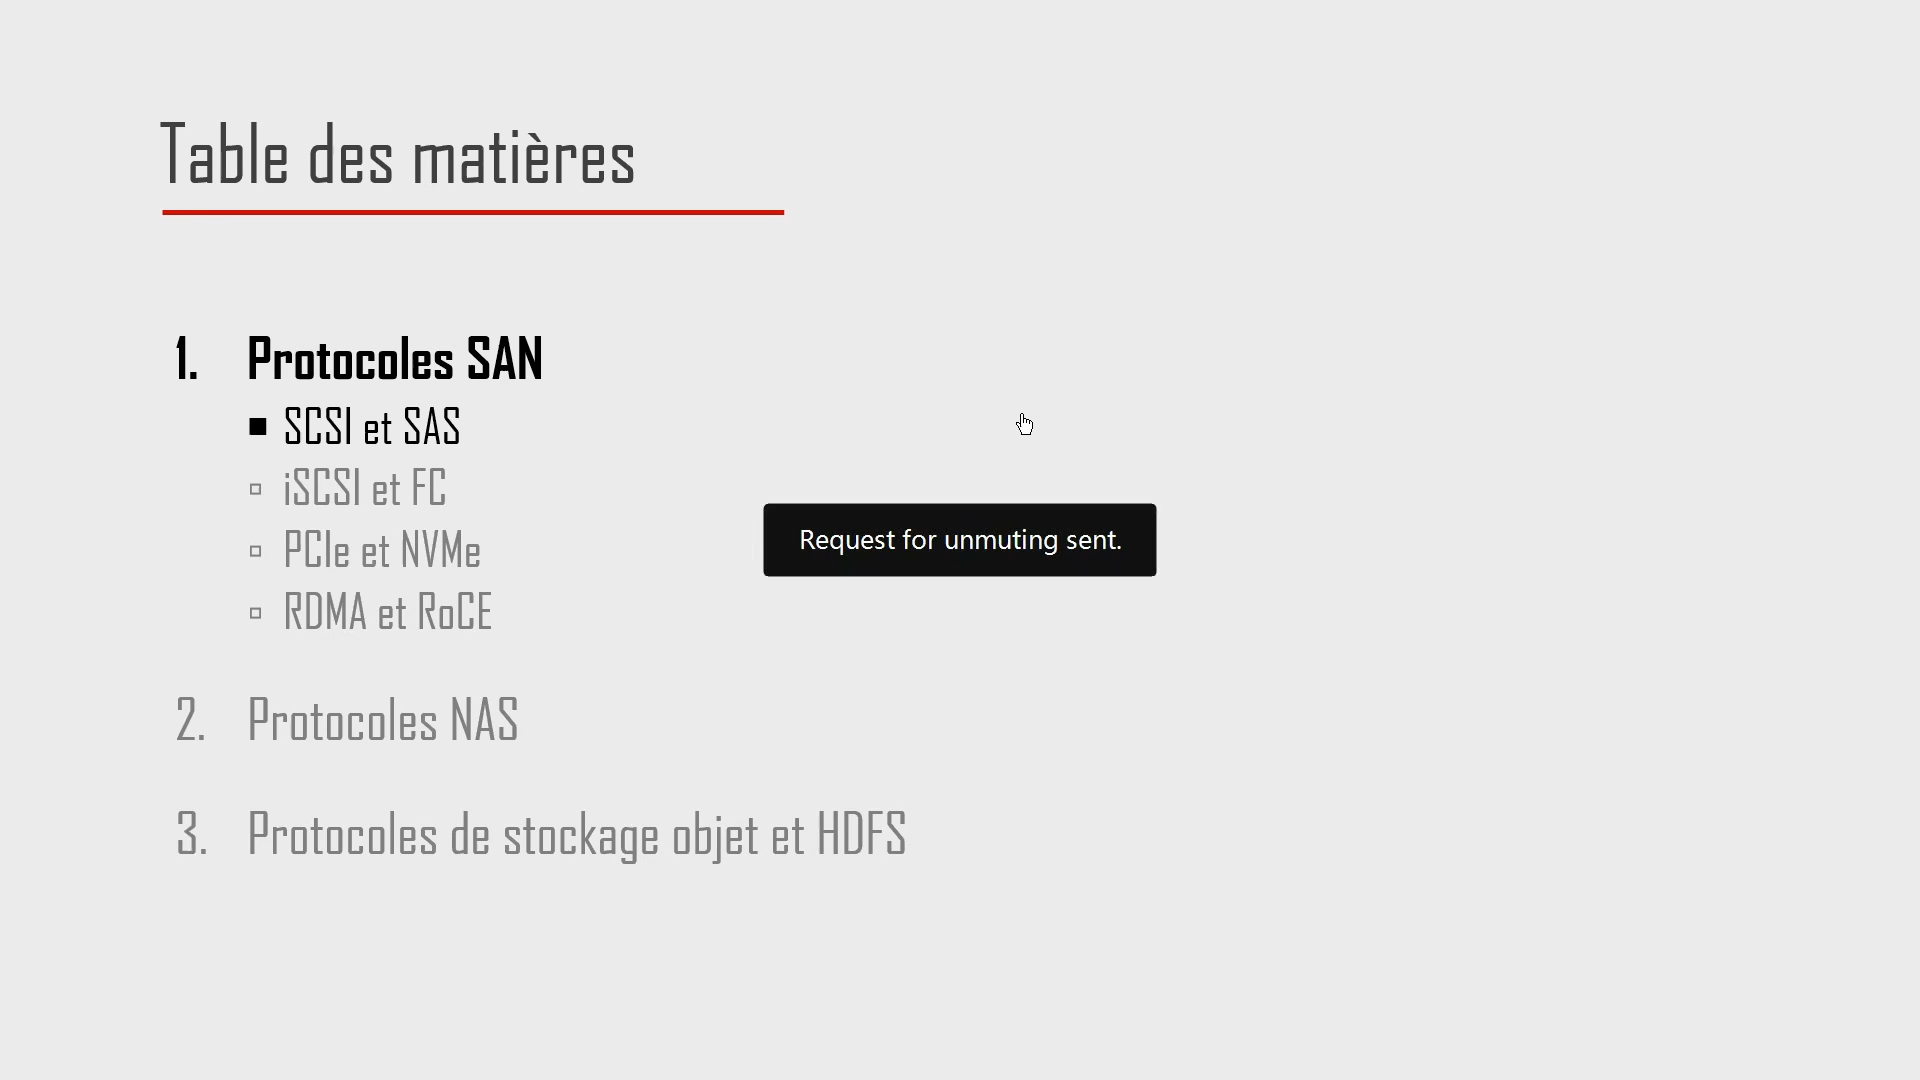 Table des matières
1. Protocoles SAN
SCSI et SAS
iSCSI et FC
Request for unmuting sent.
PCIe et NVMe
RDMA et RoCE
2. Protocoles NAS
3. Protocoles de stockage objet et HDFS